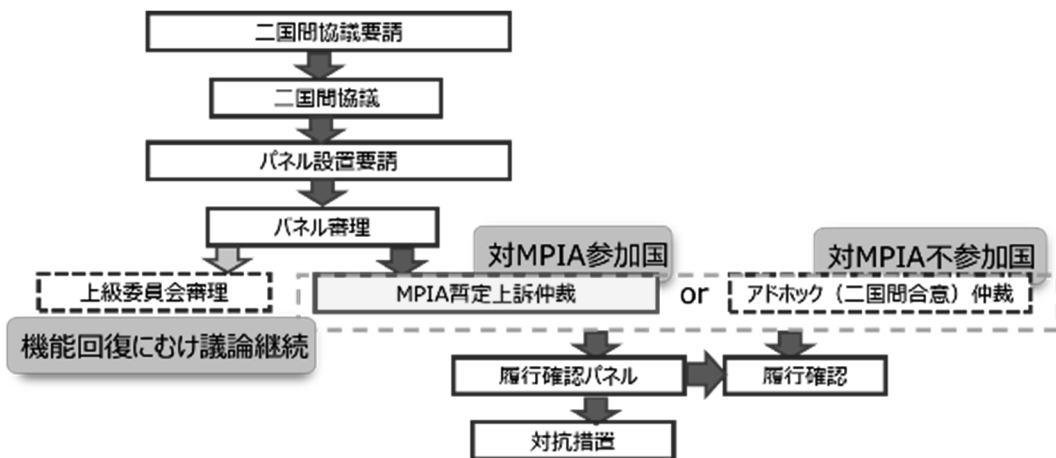 二国間協議要請
二国間協議
パネル設置要請
パネル審理
対MPIA参加国
対MPIA不参加国
上級委員会審理
MPIA暫定上訴仲裁
or
アドホック（二国間合意）仲裁
機能回復にむけ議論継続
履行確認パネル
履行確認
対抗措置